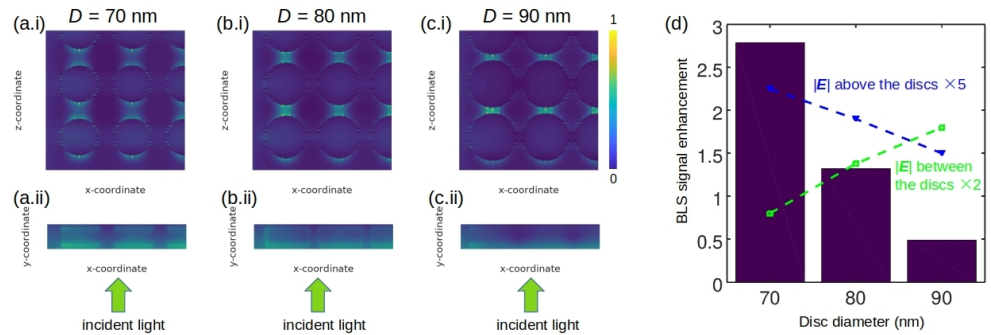 (a.i)
D = 70 nm
(b.i)
D = 80 nm
(c.i)
D = 90 nm
1
0
z-coordinate
x-coordinate
z-coordinate
x-coordinate
z-coordinate
x-coordinate
(a.ii)
(b.ii)
(c.ii)
y-coordinate
x-coordinate
y-coordinate
x-coordinate
y-coordinate
x-coordinate
incident light
incident light
incident light
(d)
BLS signal enhancement
3
2.5
2
1.5
1
0.5
0
|E| above the discs ×5
|E| between
the discs ×2
70
80
90
Disc diameter (nm)